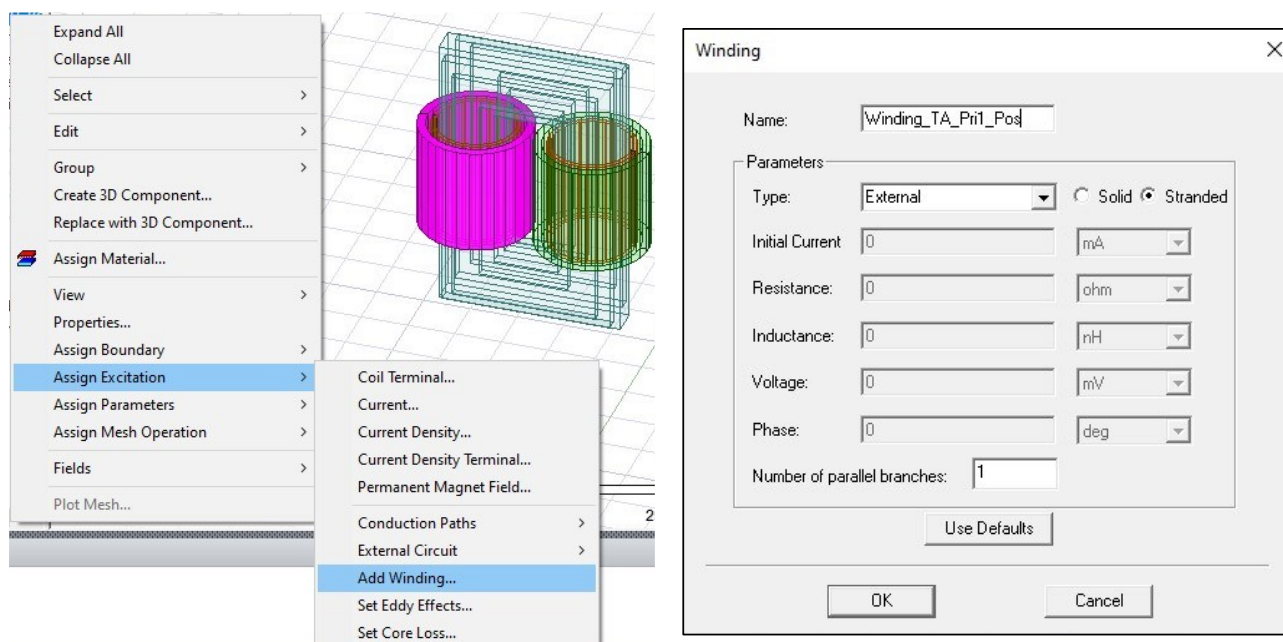 Expand All
Collapse All
Select
Edit
Group
Create 3D Component...
Replace with 3D Component...
Assign Material...
View
Properties...
Assign Boundary
Assign Excitation
Assign Parameters
Assign Mesh Operation
Fields
Plot Mesh...
2
Coil Terminal...
Current...
Current Density...
Current Density Terminal...
Permanent Magnet Field...
Conduction Paths
External Circuit
Add Winding...
Set Eddy Effects...
Set Core Loss...
Winding
Name: Winding_TA_Pri1_Pos
Parameters
Type: External Solid Stranded
Initial Current 0 mA
Resistance: 0 ohm
Inductance: 0 nH
Voltage: 0 mV
Phase: 0 deg
Number of parallel branches: 1
Use Defaults
OK Cancel